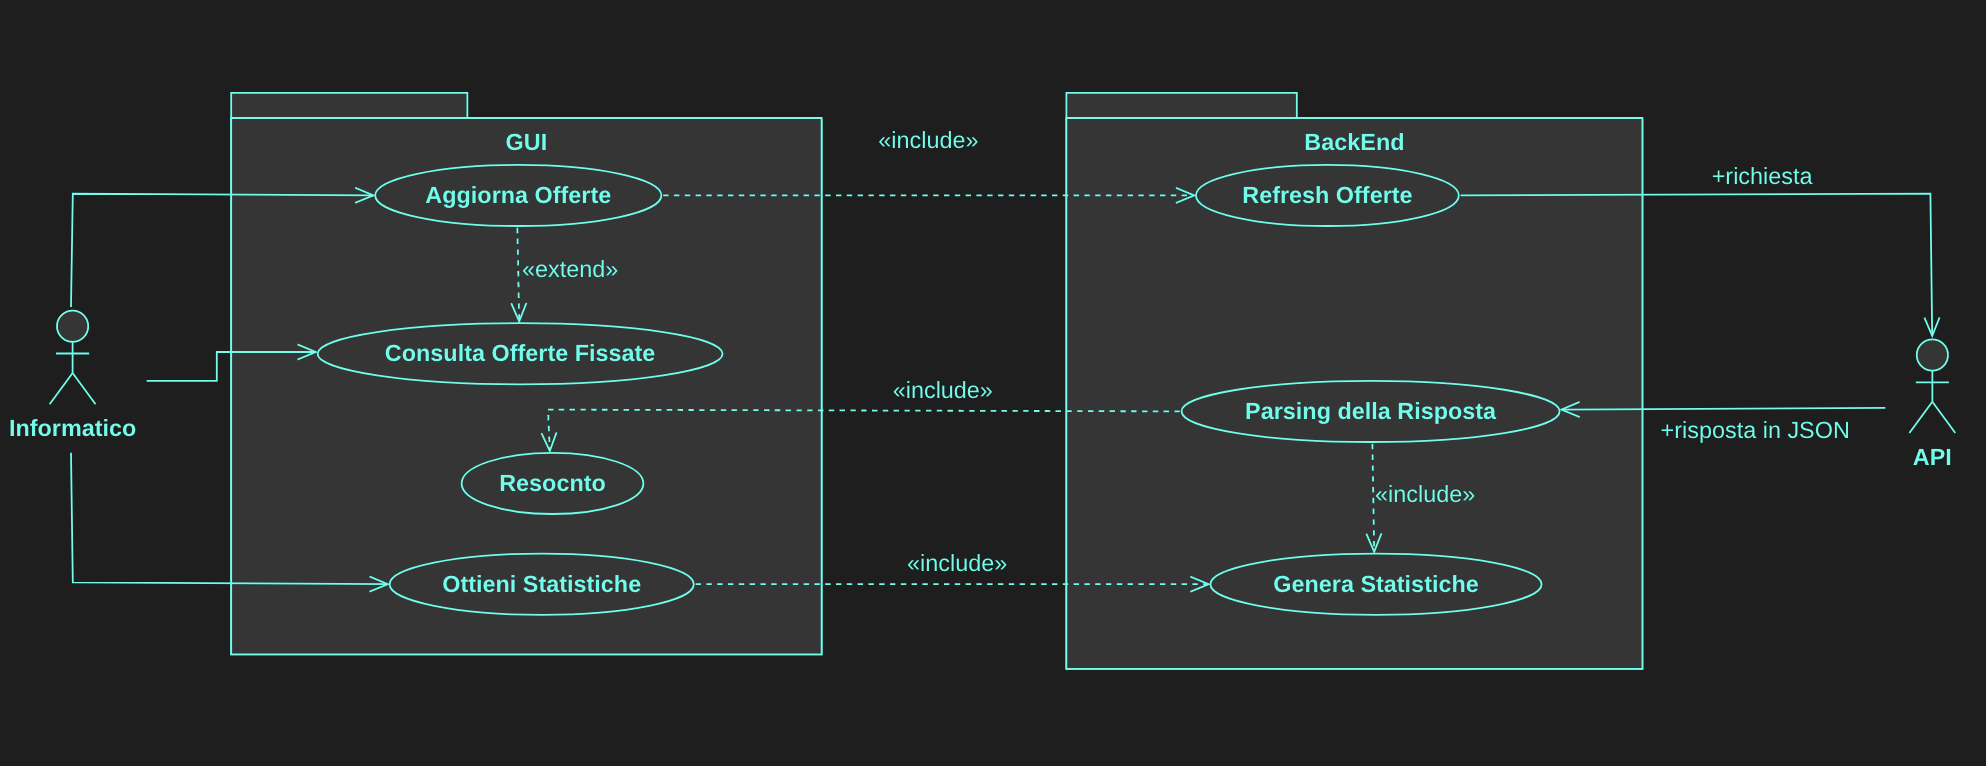 GUI
«include»
BackEnd
Aggiorna Offerte
Refresh Offerte
+richiesta
«extend»
Consulta Offerte Fissate
«include»
Parsing della Risposta
Informatico
+risposta in JSON
API
Resocnto
«include»
«include»
Ottieni Statistiche
Genera Statistiche